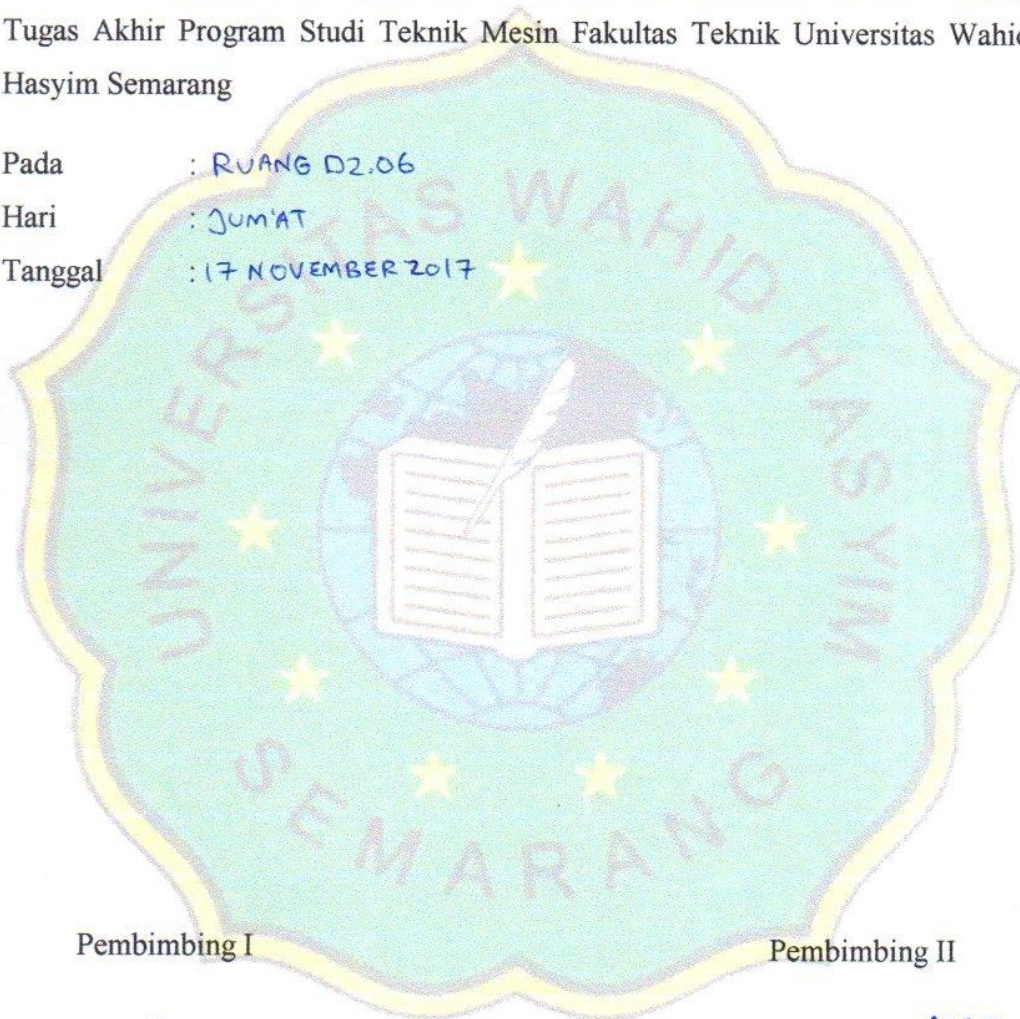 Tugas Akhir Program Studi Teknik Mesin Fakultas Teknik Universitas Wahid
Hasyim Semarang
Pada : RUANG D2.06
Hari : JUM'AT
Tanggal : 17 NOVEMBER 2017
UNIVERSITAS WAHID HASYIM
SEMARANG
Pembimbing I Pembimbing II